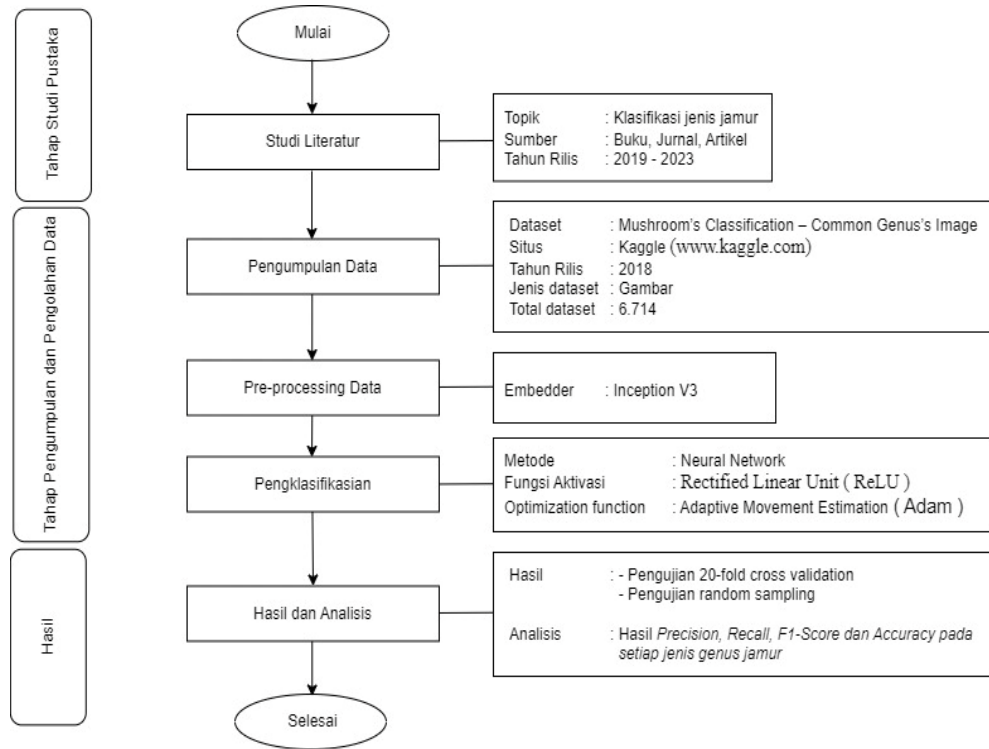 Tahap Studi Pustaka
Mulai
Studi Literatur
Topik : Klasifikasi jenis jamur
Sumber : Buku, Jurnal, Artikel
Tahun Rilis : 2019 - 2023
Tahap Pengumpulan dan Pengolahan Data
Pengumpulan Data
Dataset : Mushroom's Classification – Common Genus's Image
Situs : Kaggle (www.kaggle.com)
Tahun Rilis : 2018
Jenis dataset : Gambar
Total dataset : 6.714
Pre-processing Data
Embedder : Inception V3
Pengklasifikasian
Metode : Neural Network
Fungsi Aktivasi : Rectified Linear Unit ( ReLU )
Optimization function : Adaptive Movement Estimation ( Adam )
Hasil
Hasil dan Analisis
Hasil : - Pengujian 20-fold cross validation
- Pengujian random sampling
Analisis : Hasil Precision, Recall, F1-Score dan Accuracy pada
setiap jenis genus jamur
Selesai